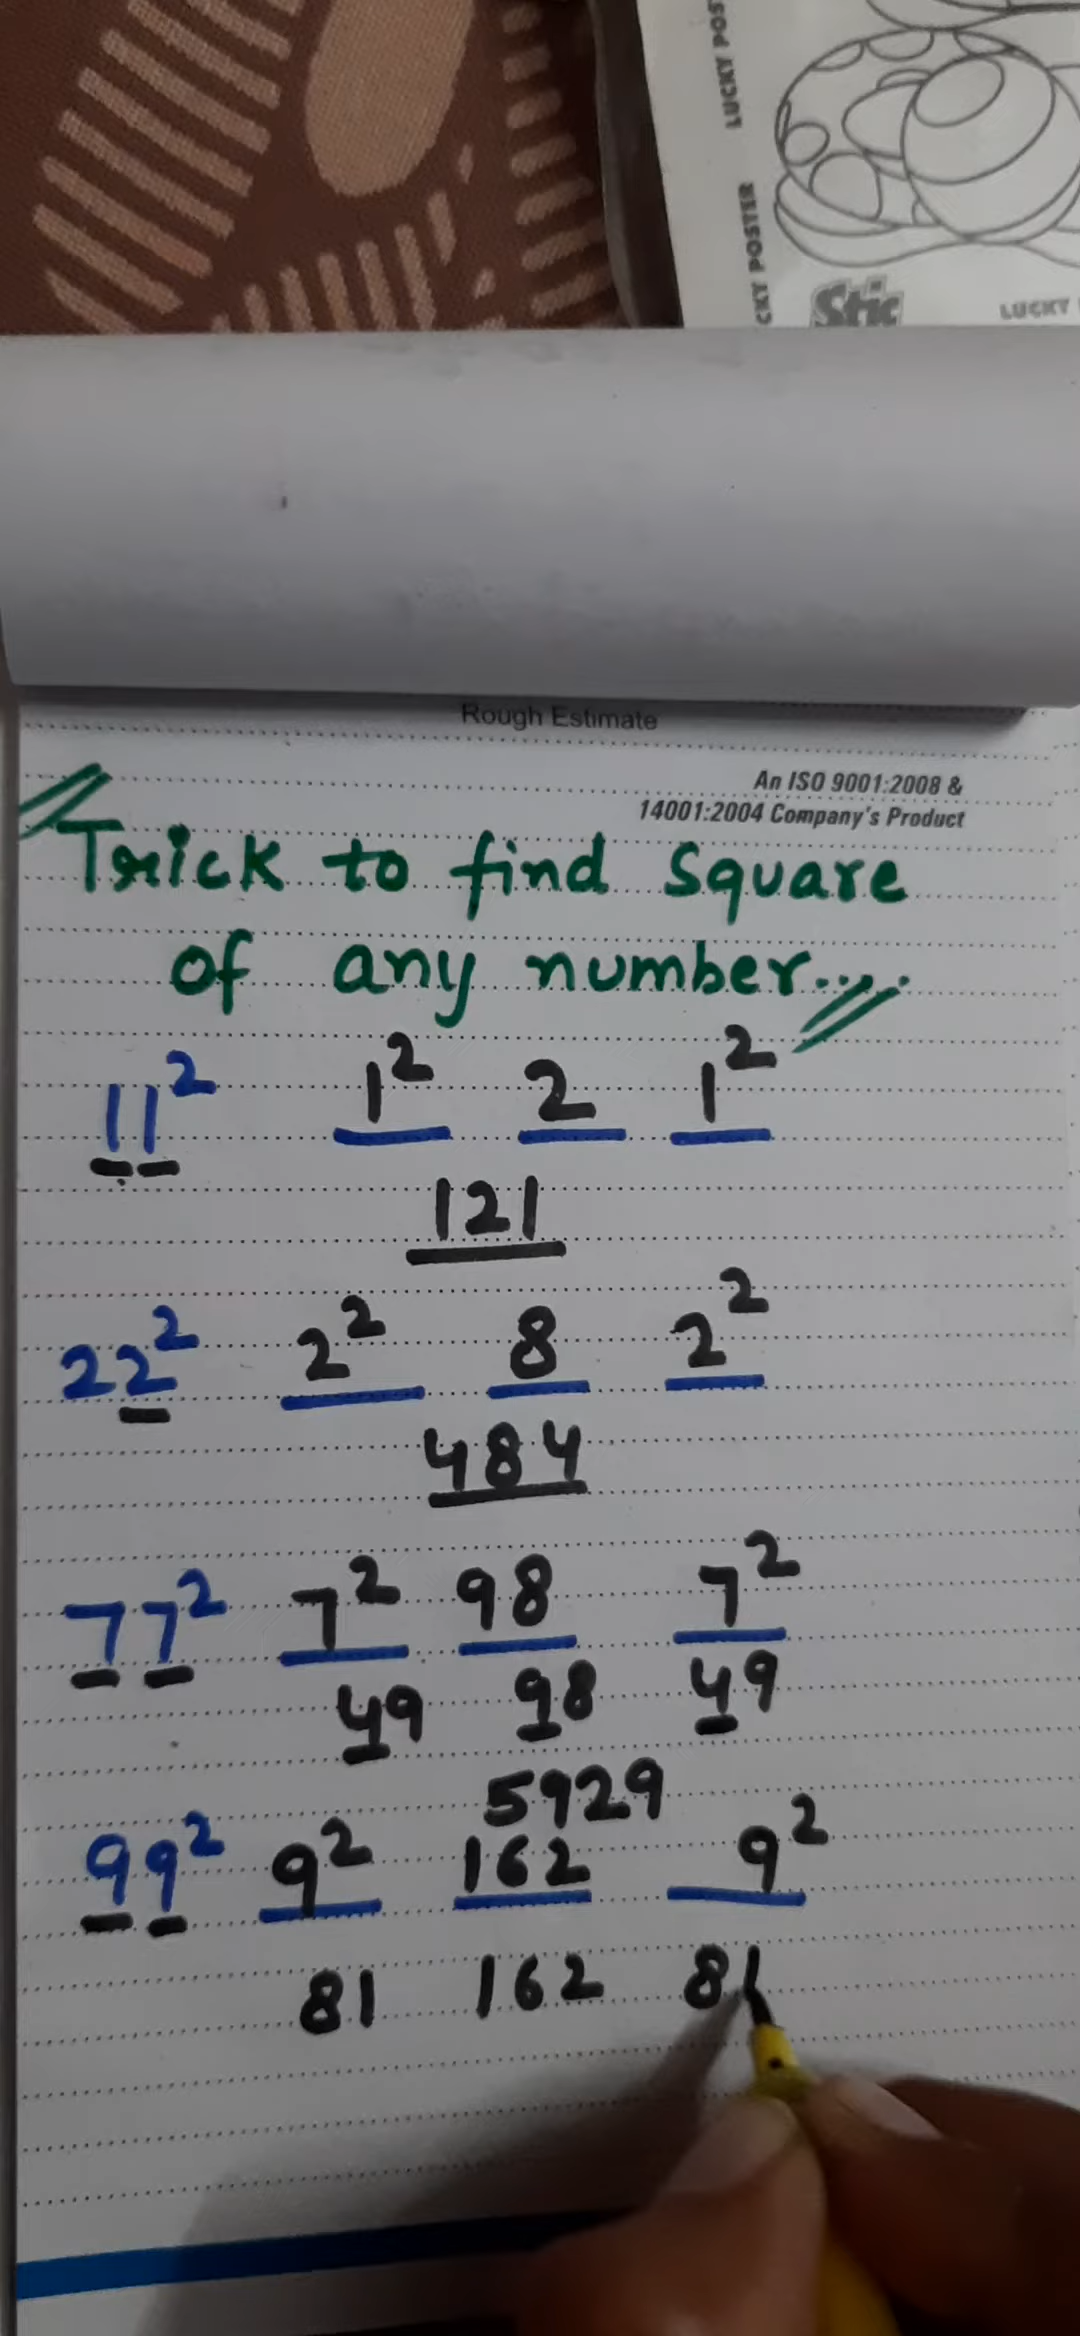 LUCKY POS
CKY POSTER
Stic
LUCKY
Rough Estimate
An ISO 9001:2008 &
14001:2004 Company's Product
Trick to find square
of any number....
11² 1² 2 1²
121
22² 2² 8 2²
484
77² 7² 98 7²
49 98 49
5929
99² 9² 162 9²
81 162 81